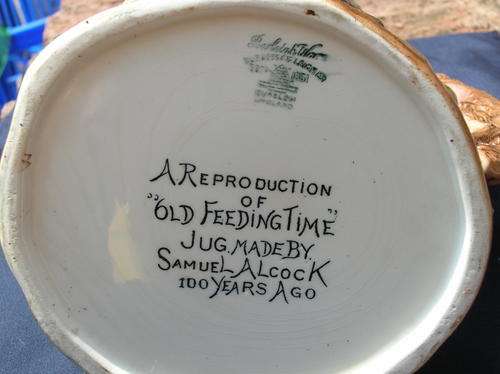 Burleigh Ware
BURSLEM
ENGLAND
A REPRODUCTION
OF
"OLD FEEDING TIME"
JUG. MADE BY.
SAMUEL ALCOCK
100 YEARS AGO